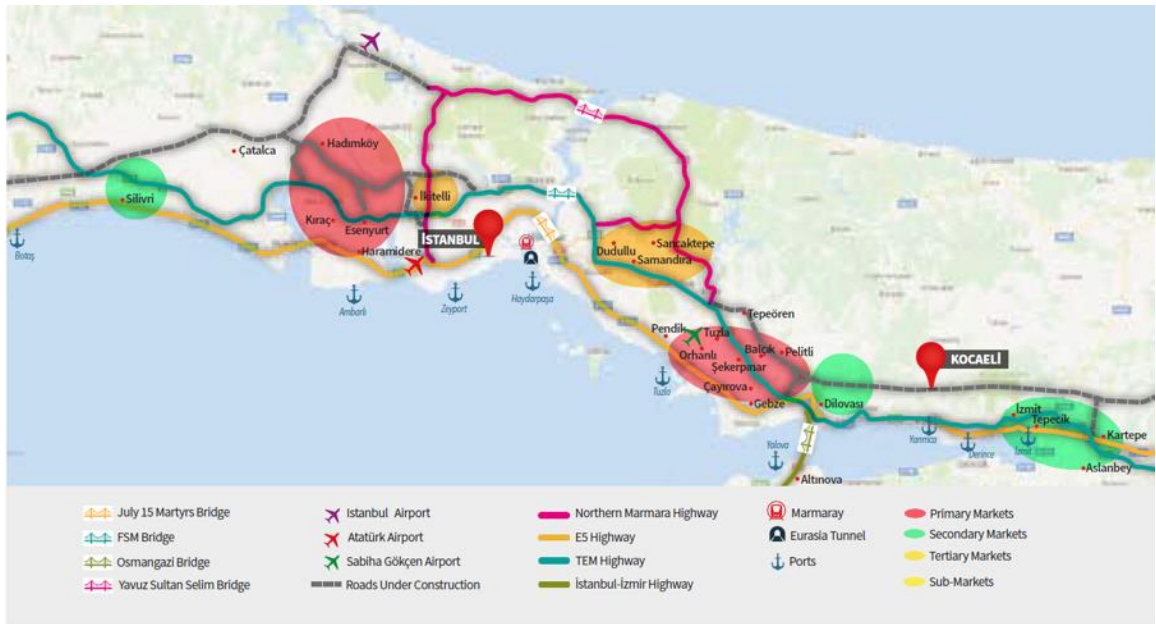 Çatalca
Hadımköy
Silivri
İkitelli
Kıraç
Esenyurt
İSTANBUL
Haramidere
Botaş
Ambarlı
Zeyport
Haydarpaşa
Dudullu
Sancaktepe
Samandıra
Tepeören
Pendik
Tuzla
Orhanlı
Balçık
Pelitli
Şekerpınar
KOCAELİ
Çayırova
Tuzla
Gebze
Dilovası
İzmit
Tepecik
Kartepe
Yarımca
Derince
İzmit
Yalova
Aslanbey
Altınova
July 15 Martyrs Bridge
FSM Bridge
Osmangazi Bridge
Yavuz Sultan Selim Bridge
Istanbul Airport
Atatürk Airport
Sabiha Gökçen Airport
Roads Under Construction
Northern Marmara Highway
E5 Highway
TEM Highway
İstanbul-İzmir Highway
Marmaray
Eurasia Tunnel
Ports
Primary Markets
Secondary Markets
Tertiary Markets
Sub-Markets